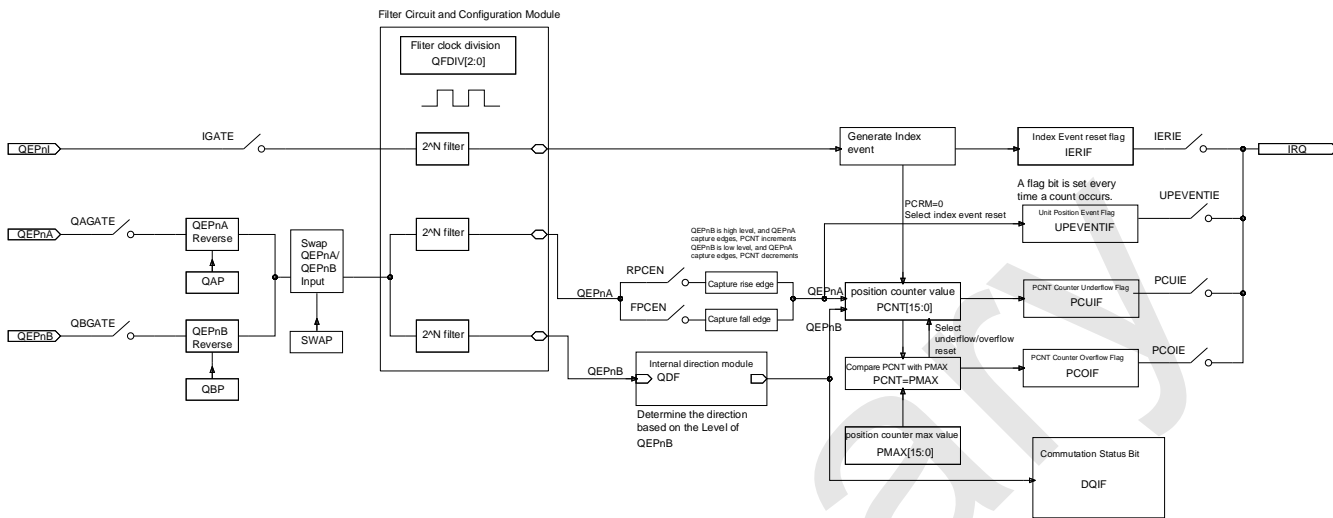 Filter Circuit and Configuration Module
Fliter clock division
QFDIV[2:0]
QEPnI
IGATE
2^N filter
Generate Index
event
Index Event reset flag
IERIF
IERIE
IRQ
PCRM=0
Select index event reset
A flag bit is set every
time a count occurs.
Unit Position Event Flag
UPEVENTIF
UPEVENTIE
QEPnA
QAGATE
QEPnA
Reverse
QAP
Swap
QEPnA/
QEPnB
Input
SWAP
2^N filter
QEPnB is high level, and QEPnA
capture edges, PCNT increments
QEPnB is low level, and QEPnA
capture edges, PCNT decrements
QEPnA
RPCEN
Capture rise edge
FPCEN
Capture fall edge
QEPnA
QEPnB
position counter value
PCNT[15:0]
PCNT Counter Underflow Flag
PCUIF
PCUIE
Select
underflow/overflow
reset
QEPnB
QBGATE
QEPnB
Reverse
QBP
2^N filter
QEPnB
Internal direction module
QDF
Determine the direction
based on the Level of
QEPnB
Compare PCNT with PMAX
PCNT=PMAX
PCNT Counter Overflow Flag
PCOIF
PCOIE
position counter max value
PMAX[15:0]
Commutation Status Bit
DQIF
ary